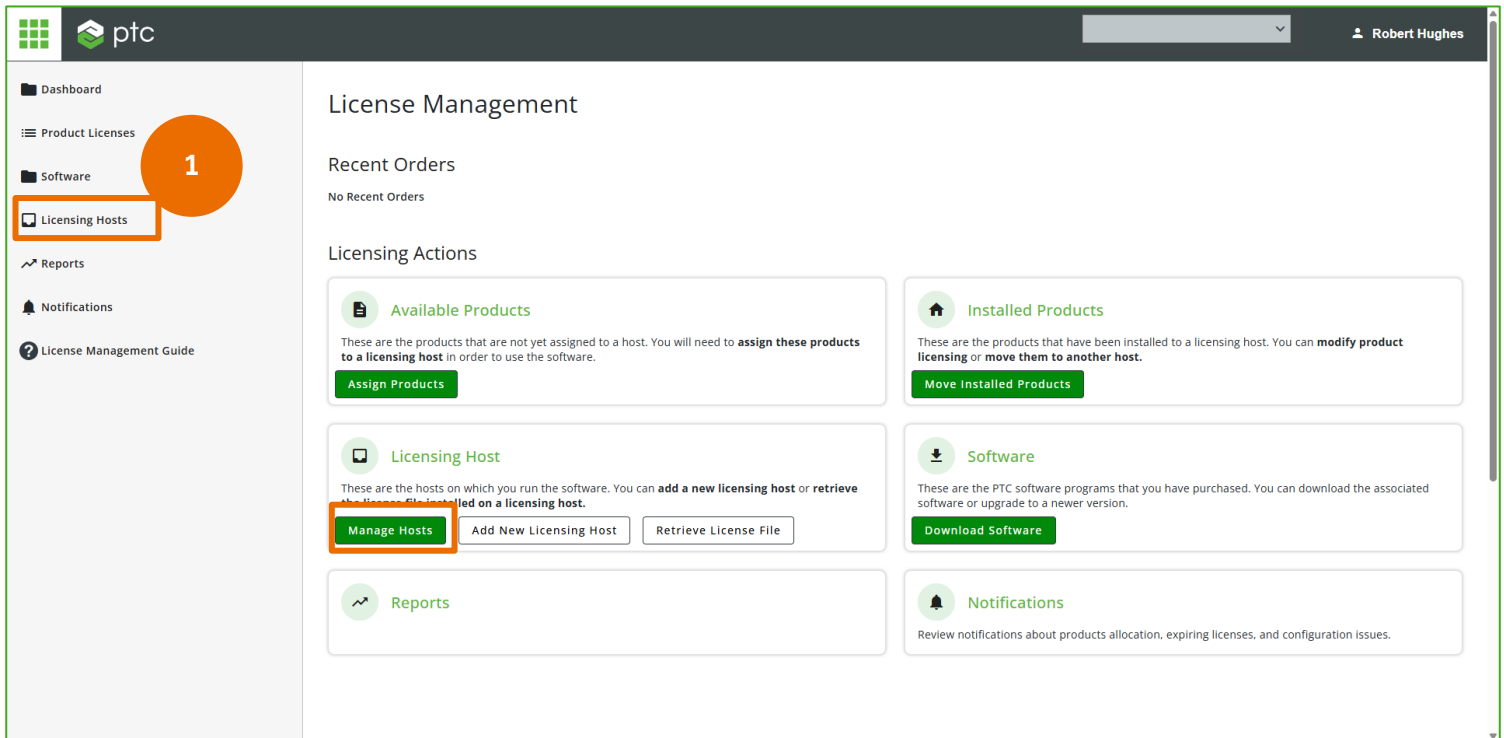 ptc
Robert Hughes
Dashboard
Product Licenses
1
Software
Licensing Hosts
Reports
Notifications
? License Management Guide
License Management
Recent Orders
No Recent Orders
Licensing Actions
Available Products
These are the products that are not yet assigned to a host. You will need to assign these products
to a licensing host in order to use the software.
Assign Products
Installed Products
These are the products that have been installed to a licensing host. You can modify product
licensing or move them to another host.
Move Installed Products
Licensing Host
These are the hosts on which you run the software. You can add a new licensing host or retrieve
the license file installed on a licensing host.
Manage Hosts
Add New Licensing Host
Retrieve License File
Software
These are the PTC software programs that you have purchased. You can download the associated
software or upgrade to a newer version.
Download Software
Reports
Notifications
Review notifications about products allocation, expiring licenses, and configuration issues.